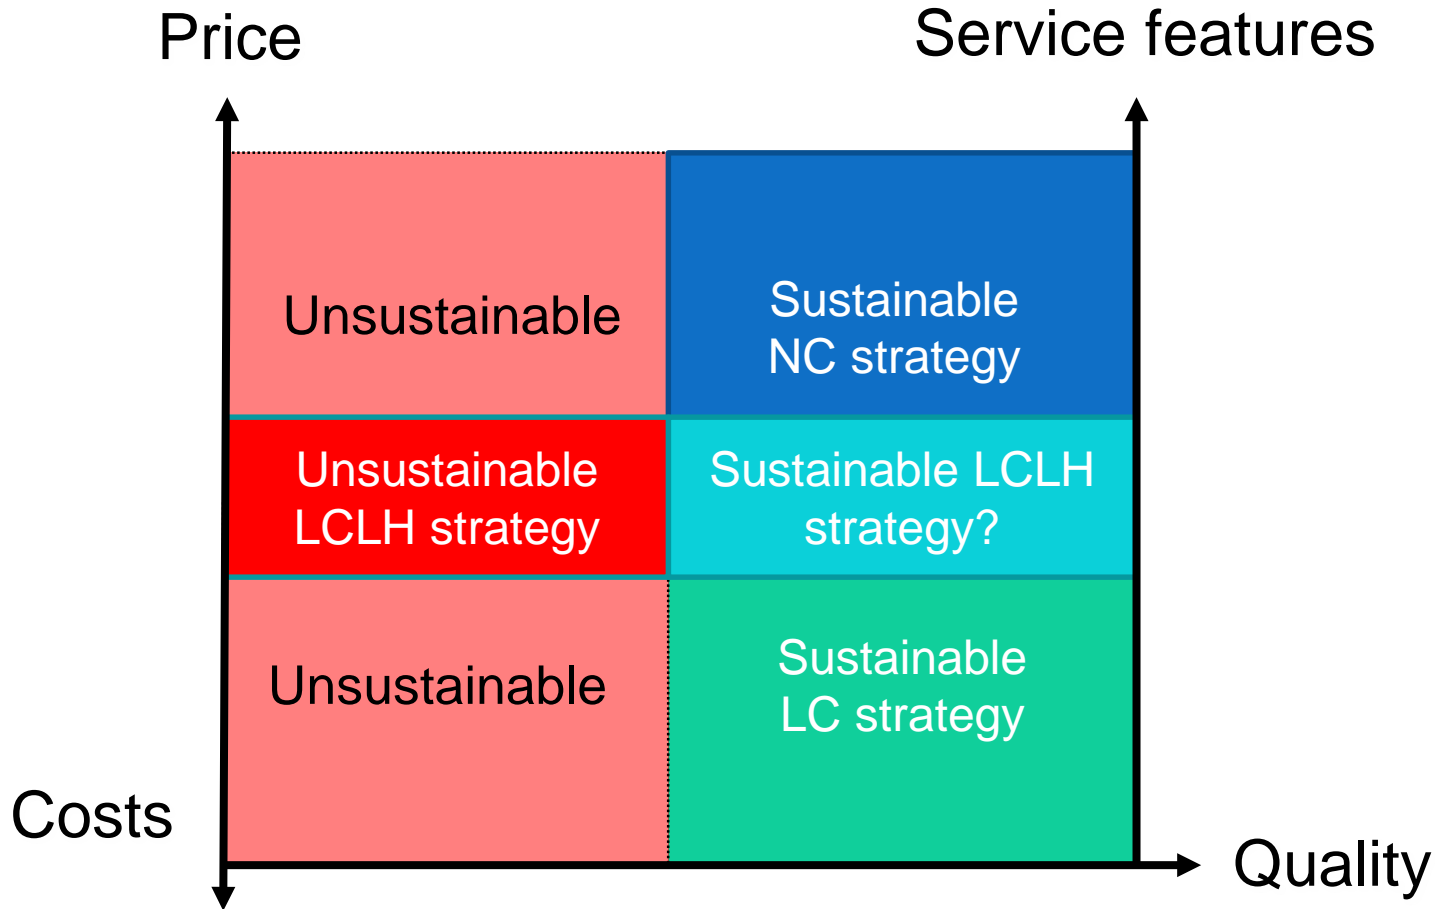 Price
Service features
Unsustainable
Sustainable
NC strategy
Unsustainable
LCLH strategy
Sustainable LCLH
strategy?
Unsustainable
Sustainable
LC strategy
Costs
Quality